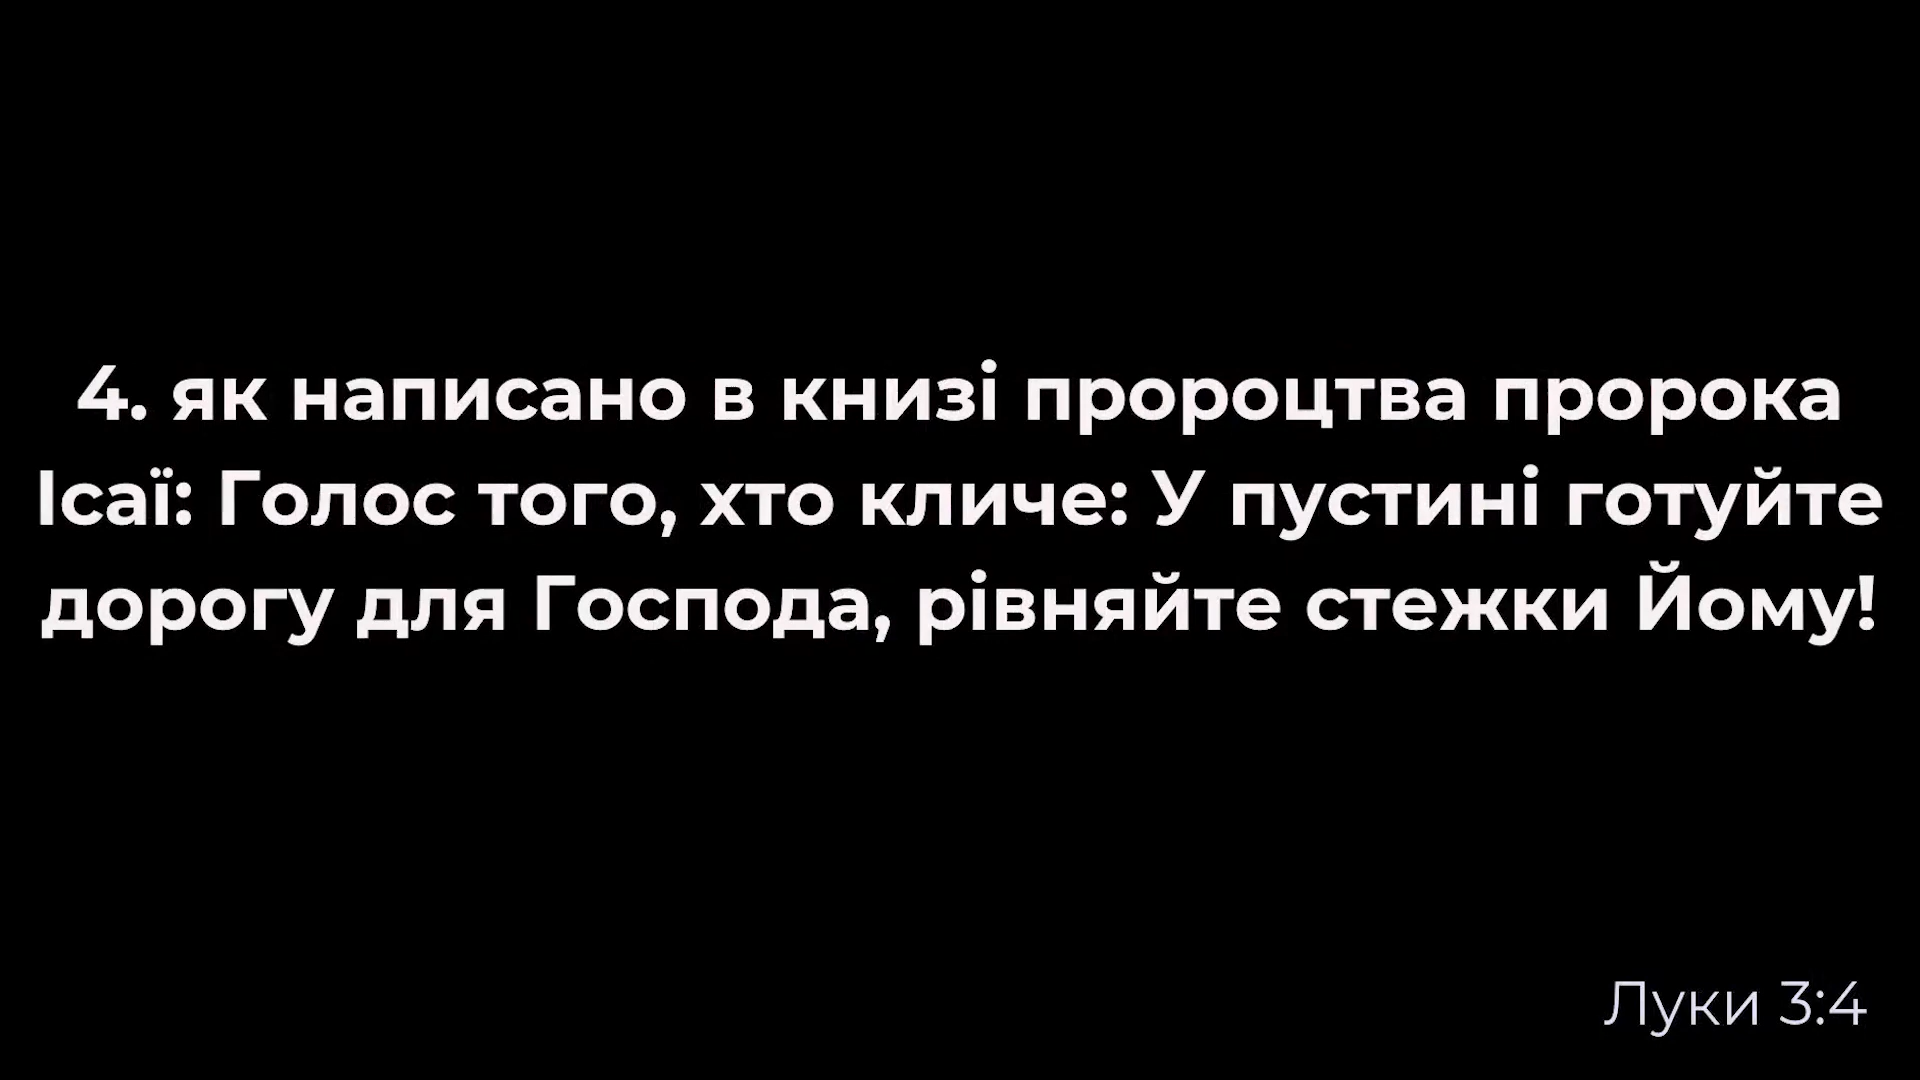 4. як написано в книзі пророцтва пророка
Ісаї: Голос того, хто кличе: У пустині готуйте
дорогу для Господа, рівняйте стежки Йому!
Луки 3:4